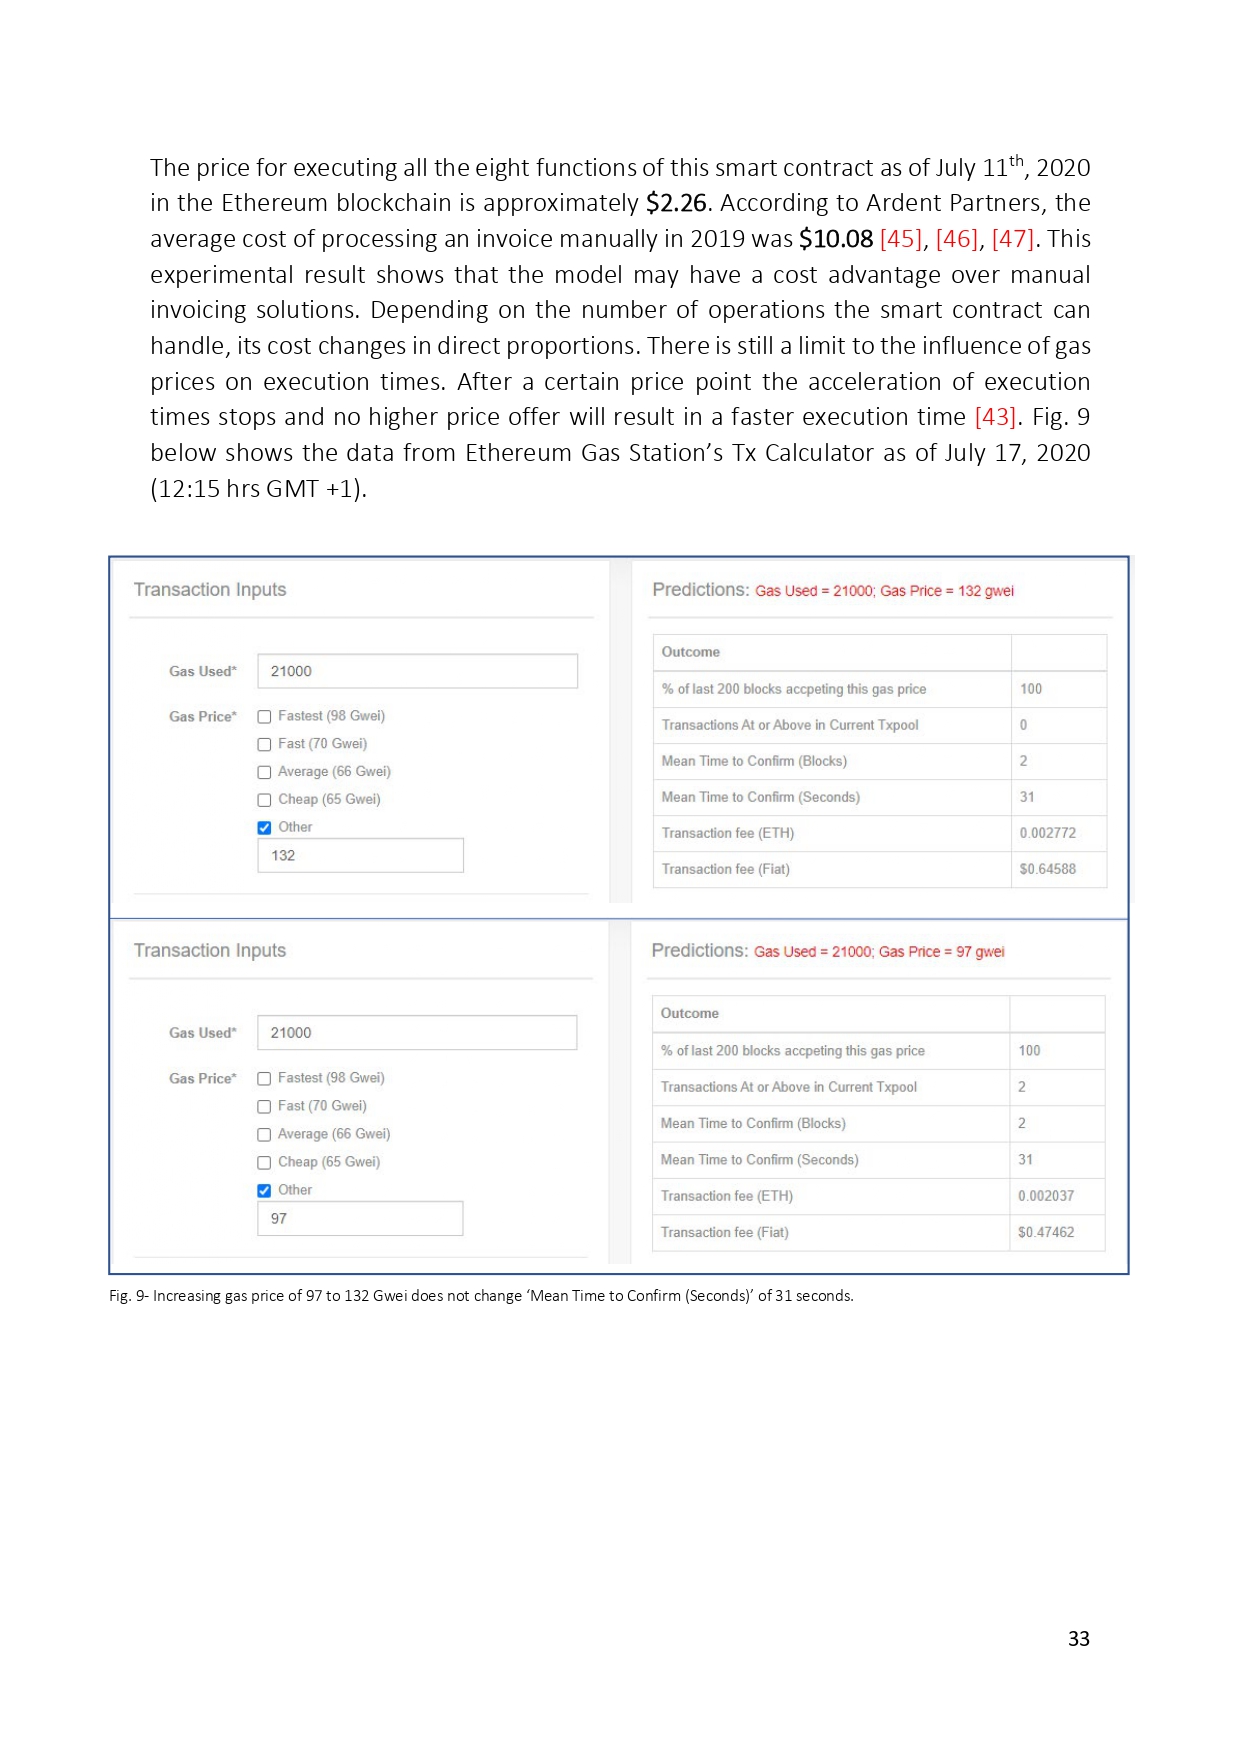 The price for executing all the eight functions of this smart contract as of July 11th, 2020
in the Ethereum blockchain is approximately $2.26. According to Ardent Partners, the
average cost of processing an invoice manually in 2019 was $10.08 [45], [46], [47]. This
experimental result shows that the model may have a cost advantage over manual
invoicing solutions. Depending on the number of operations the smart contract can
handle, its cost changes in direct proportions. There is still a limit to the influence of gas
prices on execution times. After a certain price point the acceleration of execution
times stops and no higher price offer will result in a faster execution time [43]. Fig. 9
below shows the data from Ethereum Gas Station’s Tx Calculator as of July 17, 2020
(12:15 hrs GMT +1).
Transaction Inputs
Gas Used* 21000
Gas Price* Fastest (98 Gwei)
Fast (70 Gwei)
Average (66 Gwei)
Cheap (65 Gwei)
Other
132
Predictions: Gas Used = 21000; Gas Price = 132 gwei
Outcome
% of last 200 blocks accpeting this gas price 100
Transactions At or Above in Current Txpool 0
Mean Time to Confirm (Blocks) 2
Mean Time to Confirm (Seconds) 31
Transaction fee (ETH) 0.002772
Transaction fee (Fiat) $0.64588
Transaction Inputs
Gas Used* 21000
Gas Price* Fastest (98 Gwei)
Fast (70 Gwei)
Average (66 Gwei)
Cheap (65 Gwei)
Other
97
Predictions: Gas Used = 21000; Gas Price = 97 gwei
Outcome
% of last 200 blocks accpeting this gas price 100
Transactions At or Above in Current Txpool 2
Mean Time to Confirm (Blocks) 2
Mean Time to Confirm (Seconds) 31
Transaction fee (ETH) 0.002037
Transaction fee (Fiat) $0.47462
Fig. 9- Increasing gas price of 97 to 132 Gwei does not change ‘Mean Time to Confirm (Seconds)’ of 31 seconds.
33